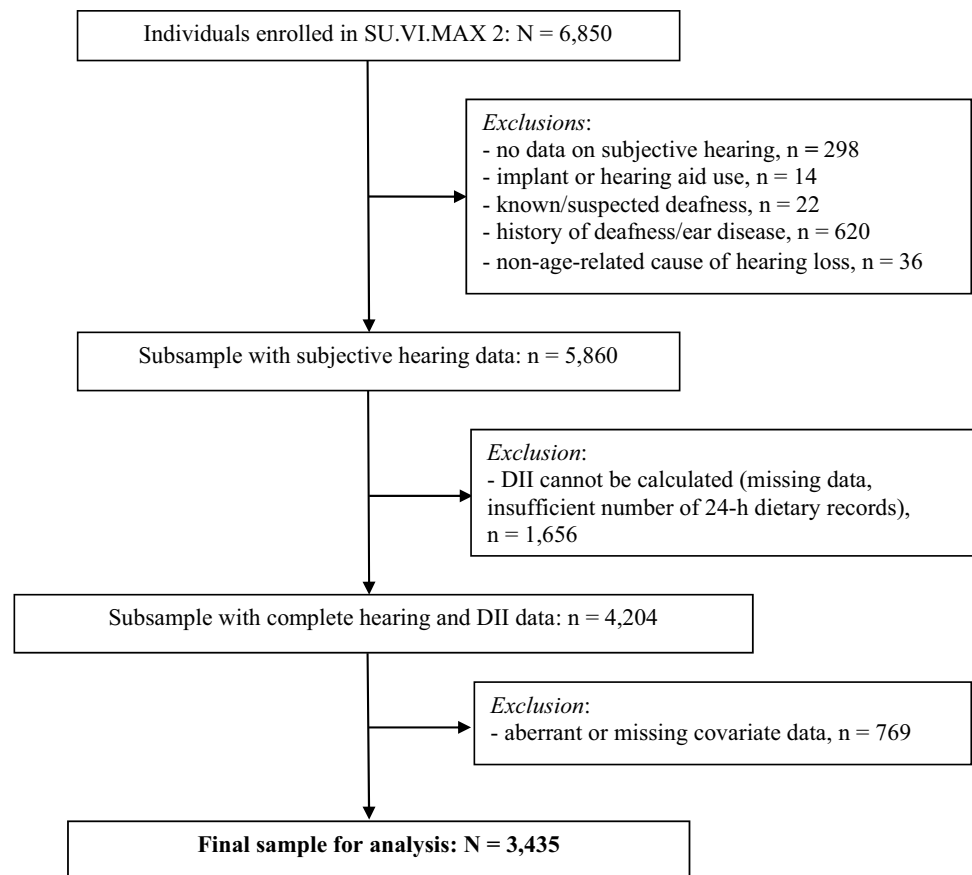 Individuals enrolled in SU.VI.MAX 2: N = 6,850
Exclusions:
- no data on subjective hearing, n = 298
- implant or hearing aid use, n = 14
- known/suspected deafness, n = 22
- history of deafness/ear disease, n = 620
- non-age-related cause of hearing loss, n = 36
Subsample with subjective hearing data: n = 5,860
Exclusion:
- DII cannot be calculated (missing data,
insufficient number of 24-h dietary records),
n = 1,656
Subsample with complete hearing and DII data: n = 4,204
Exclusion:
- aberrant or missing covariate data, n = 769
Final sample for analysis: N = 3,435